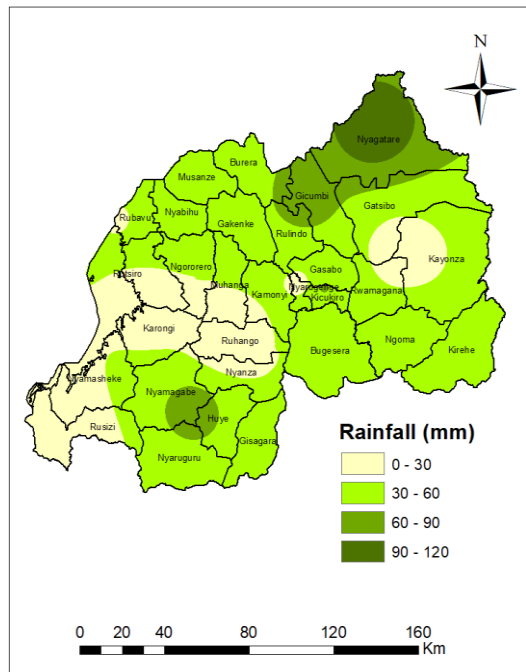 N
Nyagatare
Burera
Musanze
Gicumbi
Nyabihu
Gatsibo
Rubavu
Gakenke
Rulindo
Kayonza
Ngororero
Gasabo
Rutsiro
Muhanga
Nyarugenge
Kamonyi
Kicukiro
Rwamagana
Karongi
Ruhango
Bugesera
Ngoma
Kirehe
Nyanza
Nyamasheke
Nyamagabe
Huye
Rusizi
Gisagara
Nyaruguru
Rainfall (mm)
0 - 30
30 - 60
60 - 90
90 - 120
0 10 20 40 80 120 160
Km